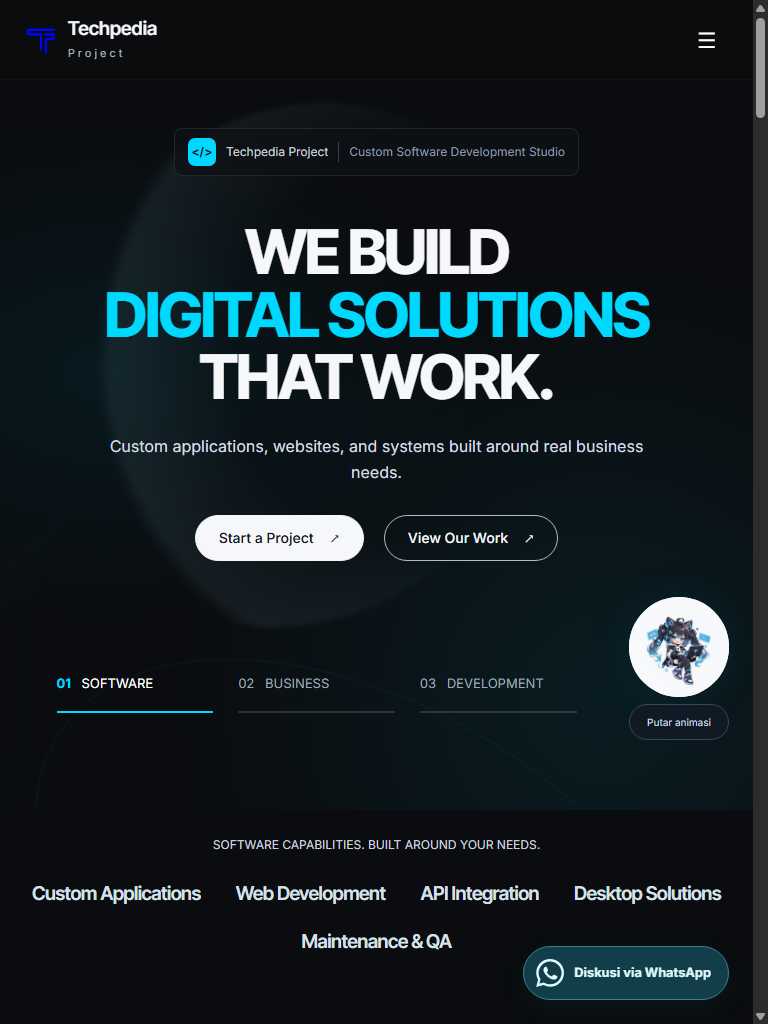 Techpedia
Project
</> Techpedia Project Custom Software Development Studio
WE BUILD
DIGITAL SOLUTIONS
THAT WORK.
Custom applications, websites, and systems built around real business
needs.
Start a Project ↗ View Our Work ↗
01 SOFTWARE 02 BUSINESS 03 DEVELOPMENT
Putar animasi
SOFTWARE CAPABILITIES. BUILT AROUND YOUR NEEDS.
Custom Applications Web Development API Integration Desktop Solutions
Maintenance & QA
Diskusi via WhatsApp